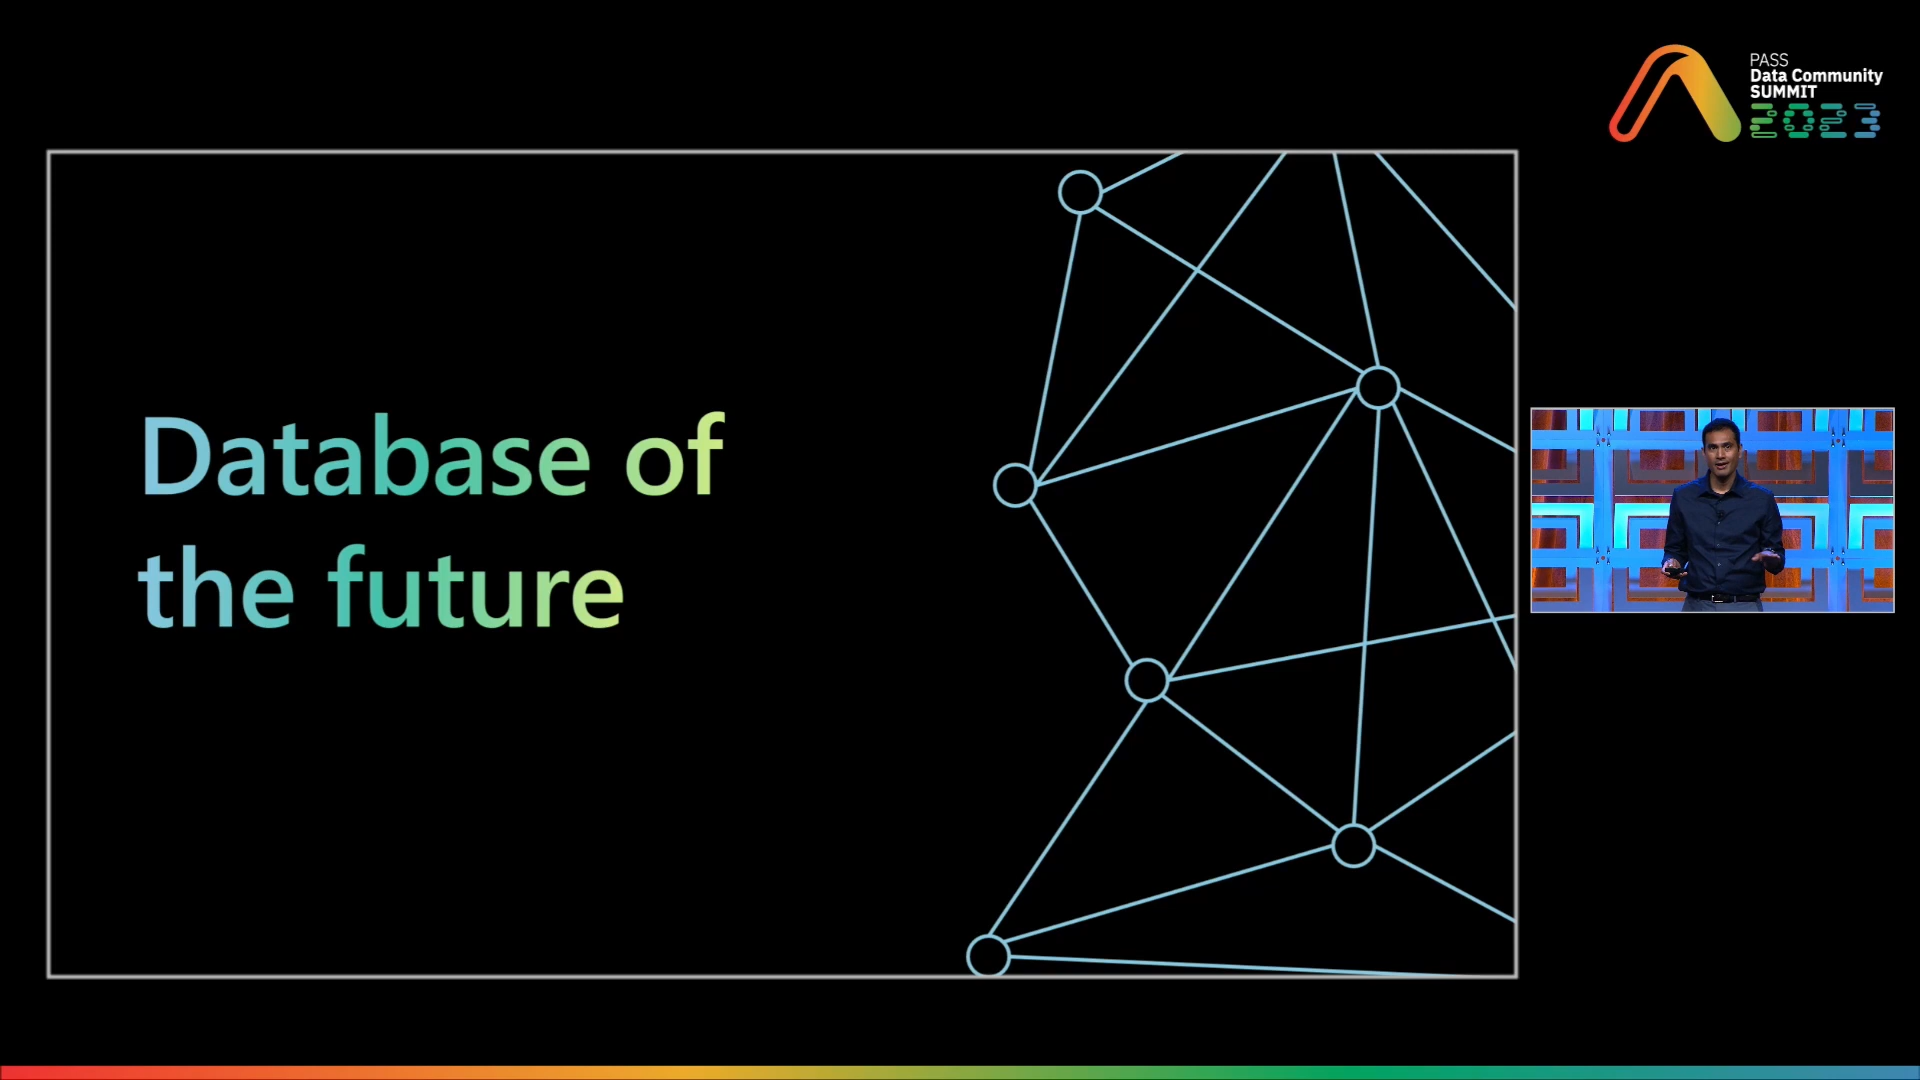 PASS
Data Community
SUMMIT
2023
Database of
the future